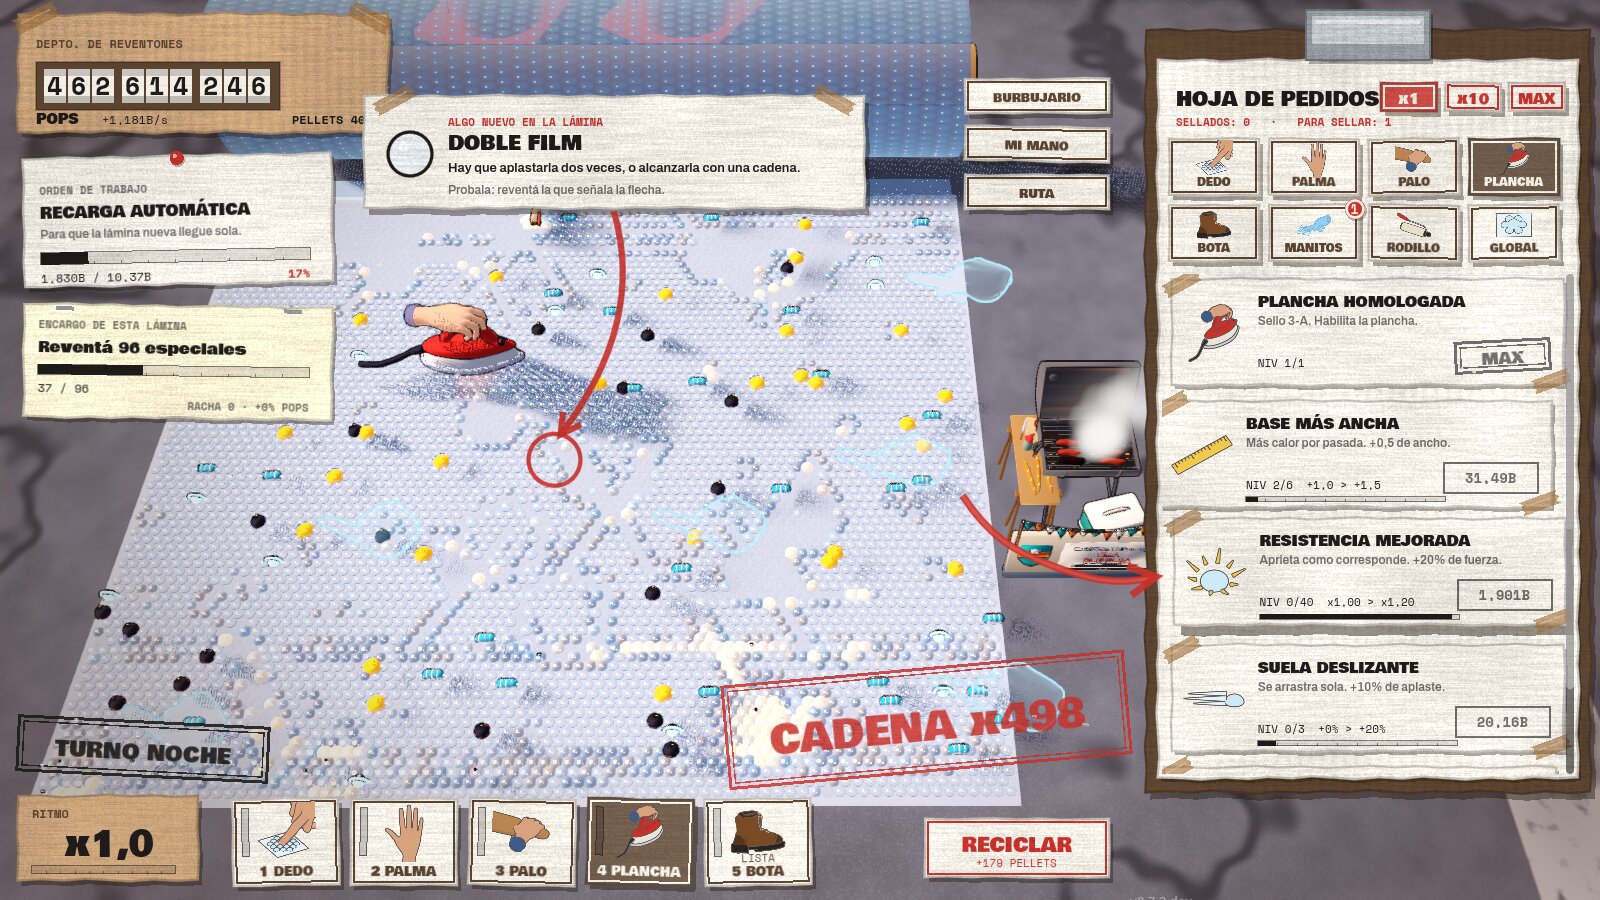 DEPTO. DE REVENTONES
462 614 246
POPS +1,181B/s PELLETS 40
ORDEN DE TRABAJO
RECARGA AUTOMÁTICA
Para que la lámina nueva llegue sola.
1,830B / 10,37B 17%
ENCARGO DE ESTA LÁMINA
Reventá 96 especiales
37 / 96
RACHA 0 · +0% POPS
ALGO NUEVO EN LA LÁMINA
DOBLE FILM
Hay que aplastarla dos veces, o alcanzarla con una cadena.
Probala: reventá la que señala la flecha.
BURBUJARIO
MI MANO
RUTA
HOJA DE PEDIDOS x1 x10 MAX
SELLADOS: 0 · PARA SELLAR: 1
DEDO PALMA PALO PLANCHA
1
BOTA MANITOS RODILLO GLOBAL
PLANCHA HOMOLOGADA
Sello 3-A. Habilita la plancha.
NIV 1/1 MAX
BASE MÁS ANCHA
Más calor por pasada. +0,5 de ancho.
NIV 2/6 +1,0 > +1,5 31,49B
RESISTENCIA MEJORADA
Aprieta como corresponde. +20% de fuerza.
NIV 0/40 x1,00 > x1,20 1,901B
SUELA DESLIZANTE
Se arrastra sola. +10% de aplaste.
NIV 0/3 +0% > +20% 20,16B
CADENA x498
TURNO NOCHE
RITMO
x1,0
1 DEDO
2 PALMA
3 PALO
4 PLANCHA
LISTA
5 BOTA
RECICLAR
+179 PELLETS